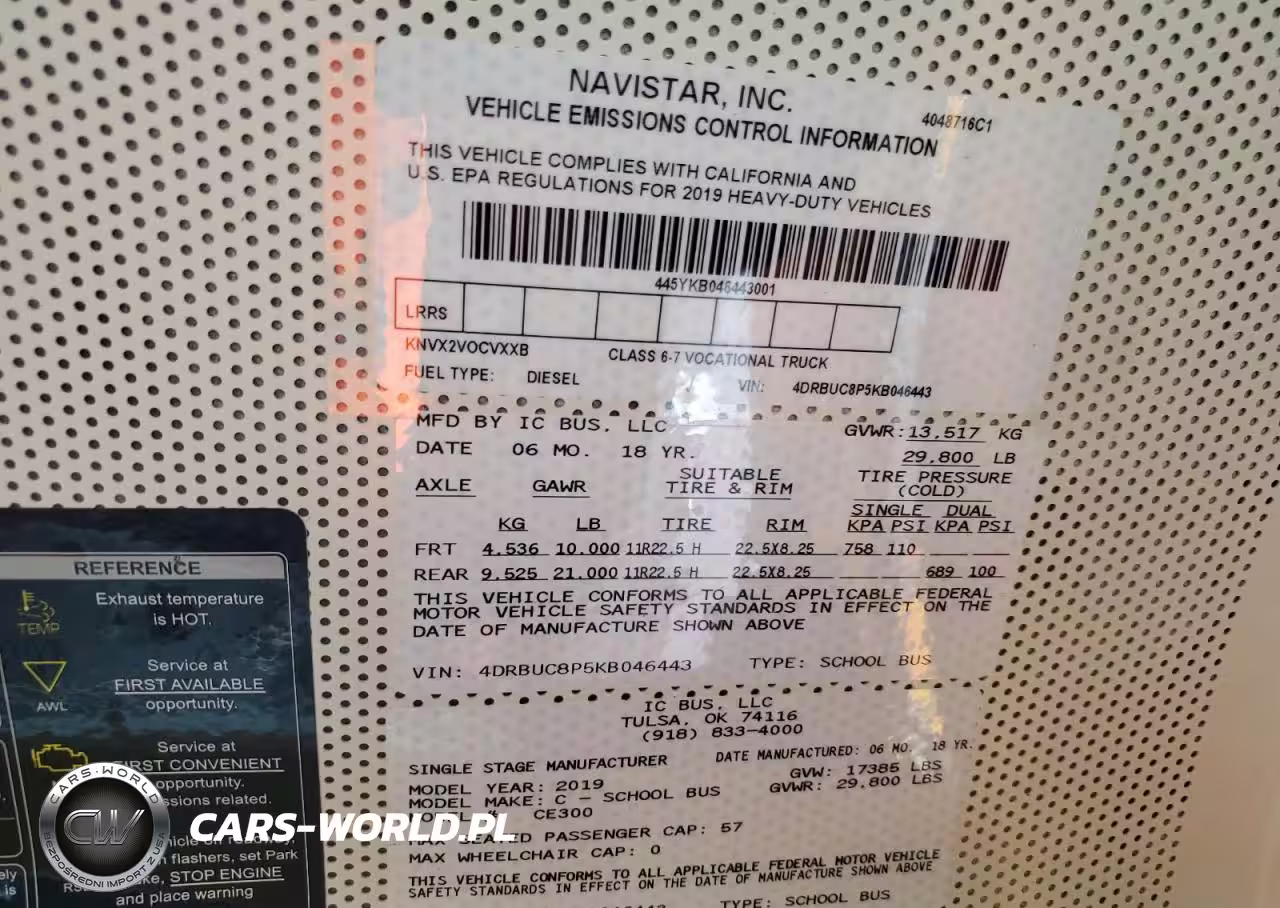 NAVISTAR, INC.
VEHICLE EMISSIONS CONTROL INFORMATION
4048716C1
THIS VEHICLE COMPLIES WITH CALIFORNIA AND
U.S. EPA REGULATIONS FOR 2019 HEAVY-DUTY VEHICLES
445YKB046443001
LRRS
KNVX2VOCVXXB
CLASS 6-7 VOCATIONAL TRUCK
FUEL TYPE: DIESEL VIN: 4DRBUC8P5KB046443
MFD BY IC BUS. LLC GVWR: 13.517 KG
DATE 06 MO. 18 YR. 29.800 LB
AXLE GAWR SUITABLE TIRE & RIM TIRE PRESSURE (COLD)
SINGLE DUAL
KG LB TIRE RIM KPA PSI KPA PSI
FRT 4.536 10.000 11R22.5 H 22.5X8.25 758 110
REAR 9.525 21.000 11R22.5 H 22.5X8.25 689 100
THIS VEHICLE CONFORMS TO ALL APPLICABLE FEDERAL
MOTOR VEHICLE SAFETY STANDARDS IN EFFECT ON THE
DATE OF MANUFACTURE SHOWN ABOVE
VIN: 4DRBUC8P5KB046443 TYPE: SCHOOL BUS
IC BUS. LLC
TULSA. OK 74116
(918) 833-4000
SINGLE STAGE MANUFACTURER DATE MANUFACTURED: 06 MO. 18 YR.
MODEL YEAR: 2019 GVW: 17385 LBS
MODEL MAKE: C - SCHOOL BUS GVWR: 29.800 LBS
CE300
MAX SEATED PASSENGER CAP: 57
MAX WHEELCHAIR CAP: 0
THIS VEHICLE CONFORMS TO ALL APPLICABLE FEDERAL MOTOR VEHICLE
SAFETY STANDARDS IN EFFECT ON THE DATE OF MANUFACTURE SHOWN ABOVE
TYPE: SCHOOL BUS
REFERENCE
TEMP
Exhaust temperature
is HOT.
AWL
Service at
FIRST AVAILABLE
opportunity.
Service at
FIRST CONVENIENT
opportunity.
flashers, set Park
STOP ENGINE
and place warning
CARS-WORLD
CW
BEZPOŚREDNI IMPORT Z USA
CARS-WORLD.PL